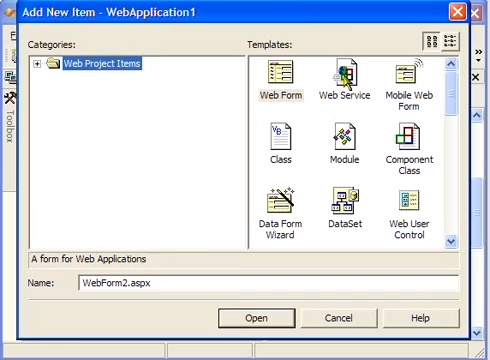 Add New Item - WebApplication1
Categories:
Templates:
Web Project Items
Web Form
Web Service
Mobile Web
Form
Class
Module
Component
Class
Data Form
Wizard
DataSet
Web User
Control
A form for Web Applications
Name:
WebForm2.aspx
Open
Cancel
Help
Toolbox